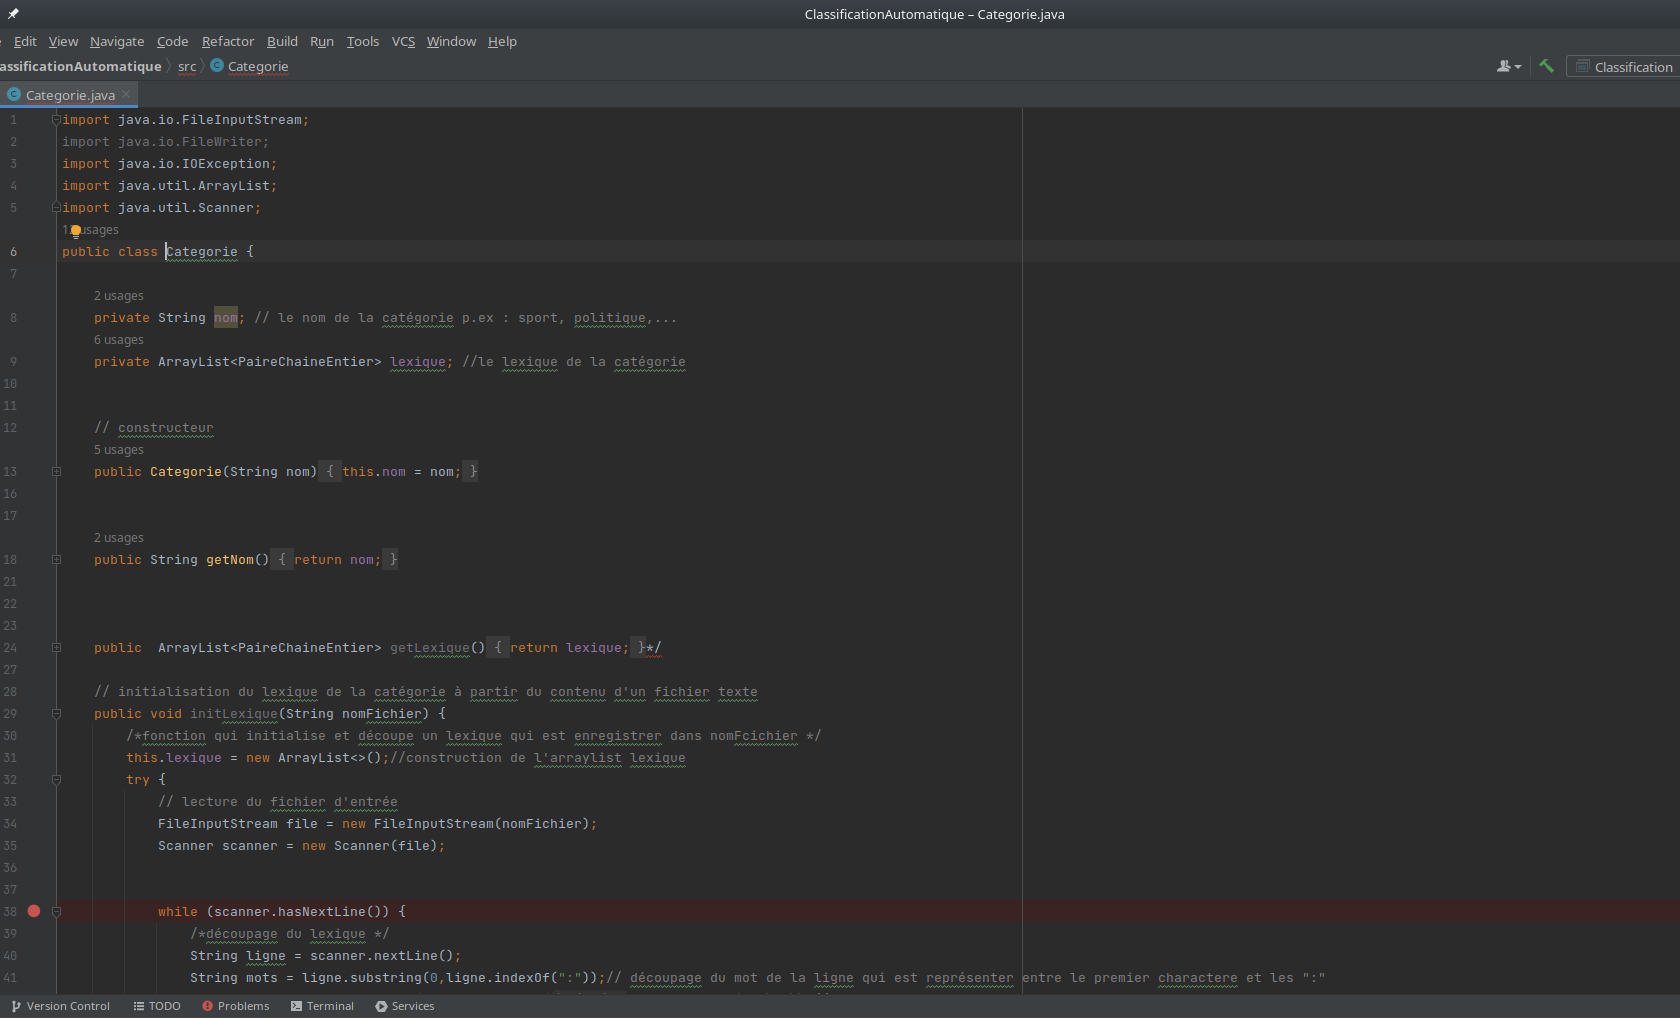 ClassificationAutomatique – Categorie.java
Edit View Navigate Code Refactor Build Run Tools VCS Window Help
assificationAutomatique src Categorie Classification
Categorie.java
1 import java.io.FileInputStream;
2 import java.io.FileWriter;
3 import java.io.IOException;
4 import java.util.ArrayList;
5 import java.util.Scanner;
usages
6 public class Categorie {
7
2 usages
8 private String nom; // le nom de la catégorie p.ex : sport, politique,...
6 usages
9 private ArrayList<PaireChaineEntier> lexique; //le lexique de la catégorie
10
11
12 // constructeur
5 usages
13 public Categorie(String nom) { this.nom = nom; }
16
17
2 usages
18 public String getNom() { return nom; }
21
22
23
24 public  ArrayList<PaireChaineEntier> getLexique() { return lexique; }*/
27
28 // initialisation du lexique de la catégorie à partir du contenu d'un fichier texte
29 public void initLexique(String nomFichier) {
30 /*fonction qui initialise et découpe un lexique qui est enregistrer dans nomFcichier */
31 this.lexique = new ArrayList<>();//construction de l'arraylist lexique
32 try {
33 // lecture du fichier d'entrée
34 FileInputStream file = new FileInputStream(nomFichier);
35 Scanner scanner = new Scanner(file);
36
37
38 while (scanner.hasNextLine()) {
39 /*découpage du lexique */
40 String ligne = scanner.nextLine();
41 String mots = ligne.substring(0,ligne.indexOf(":"));// découpage du mot de la ligne qui est représenter entre le premier charactere et les ":"
Version Control TODO Problems Terminal Services